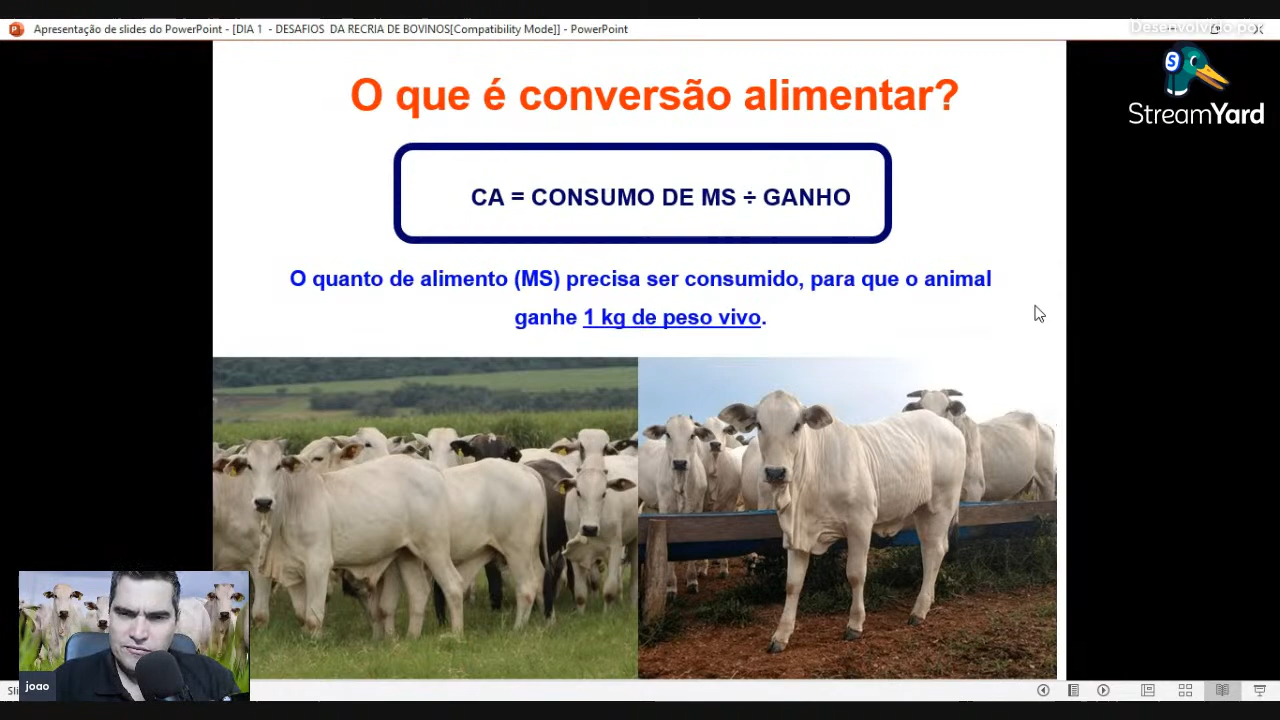 Apresentação de slides do PowerPoint - [DIA 1 - DESAFIOS DA RECRIA DE BOVINOS[Compatibility Mode]] - PowerPoint
Desenvolvido por
StreamYard
O que é conversão alimentar?
CA = CONSUMO DE MS ÷ GANHO
O quanto de alimento (MS) precisa ser consumido, para que o animal
ganhe 1 kg de peso vivo.
joao